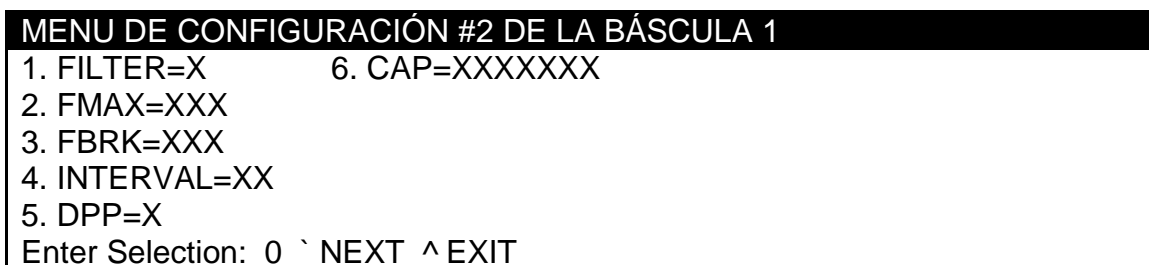 MENU DE CONFIGURACIÓN #2 DE LA BÁSCULA 1
1. FILTER=X 6. CAP=XXXXXXX
2. FMAX=XXX
3. FBRK=XXX
4. INTERVAL=XX
5. DPP=X
Enter Selection: 0 ` NEXT ^ EXIT